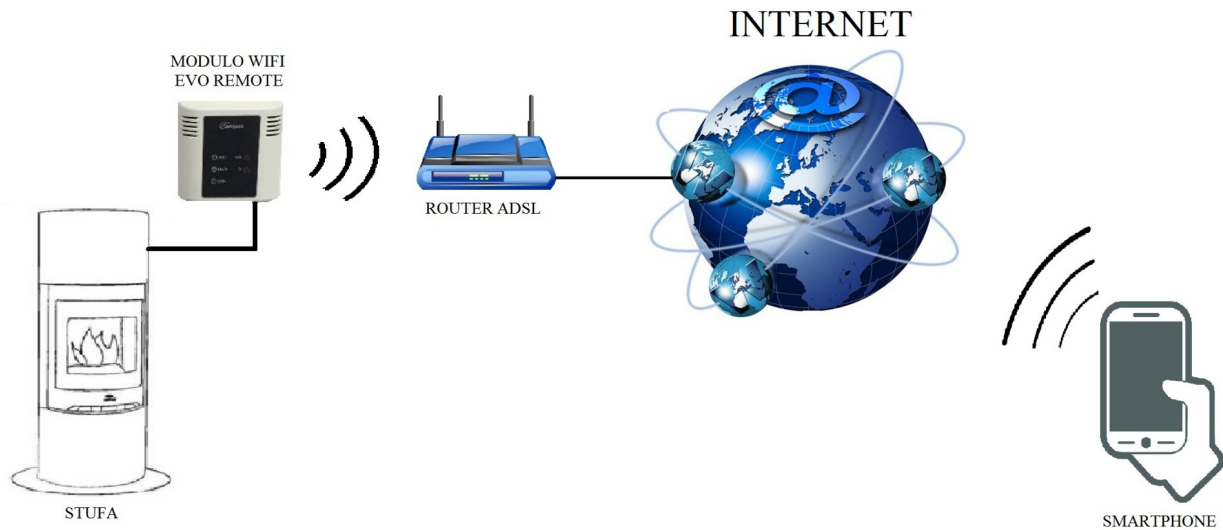 INTERNET
MODULO WIFI
EVO REMOTE
ROUTER ADSL
@
STUFA
SMARTPHONE